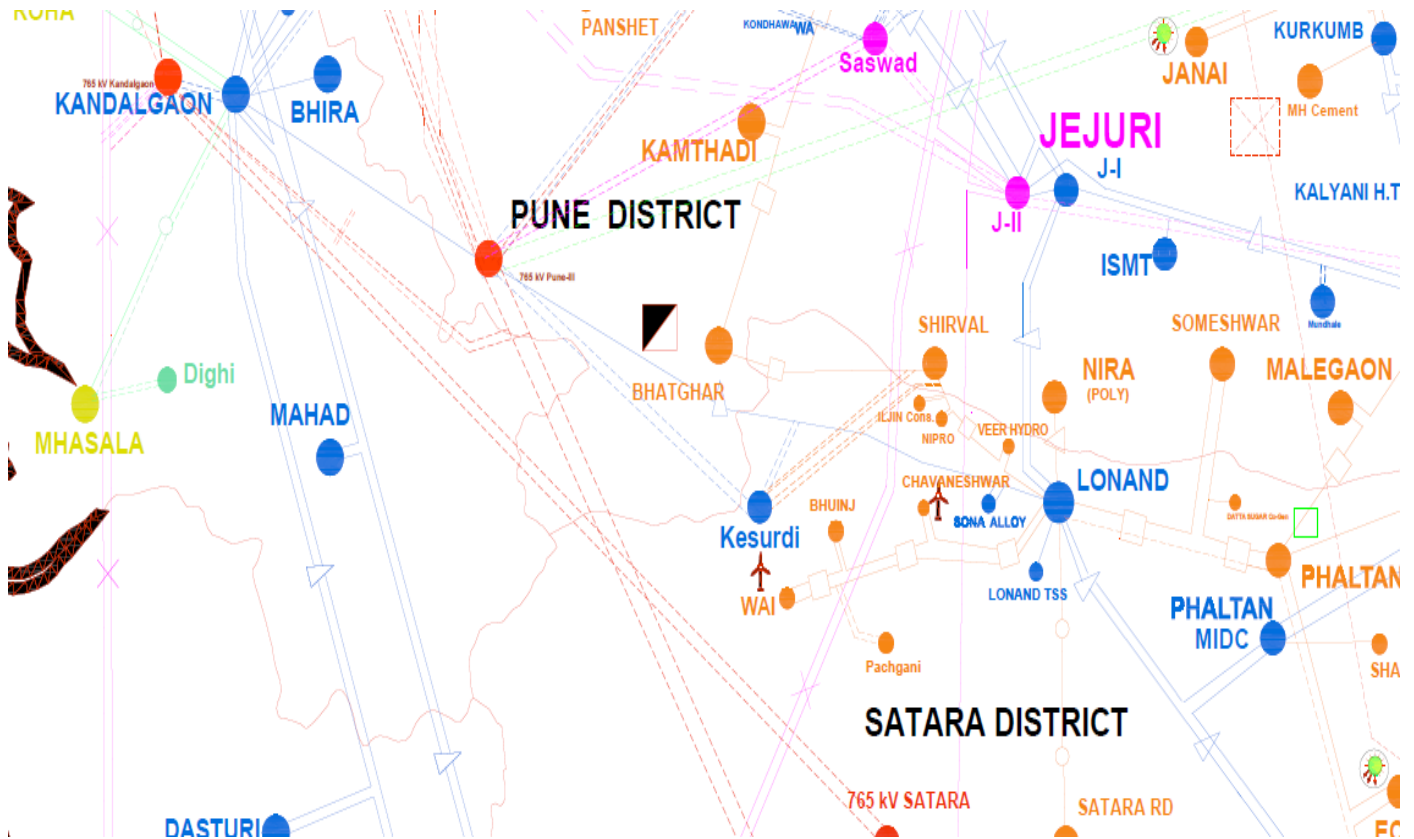 ROHA
PANSHET
KONDHAWA
WA
Saswad
JANAI
KURKUMB
MH Cement
765 kV Kandalgaon
KANDALGAON
BHIRA
KAMTHADI
JEJURI
J-I
J-II
KALYANI H.T
PUNE DISTRICT
765 kV Pune-III
ISMT
Mundhale
SHIRVAL
SOMESHWAR
BHATGHAR
NIRA
(POLY)
MALEGAON
Dighi
MHASALA
MAHAD
ILJIN Cons.
NIPRO
VEER HYDRO
CHAVANESHWAR
LONAND
BHUINJ
SONA ALLOY
DATTA SUGAR Co-Gen
Kesurdi
WAI
LONAND TSS
PHALTAN
PHALTAN
MIDC
Pachgani
SHA
SATARA DISTRICT
765 kV SATARA
SATARA RD
DASTURI